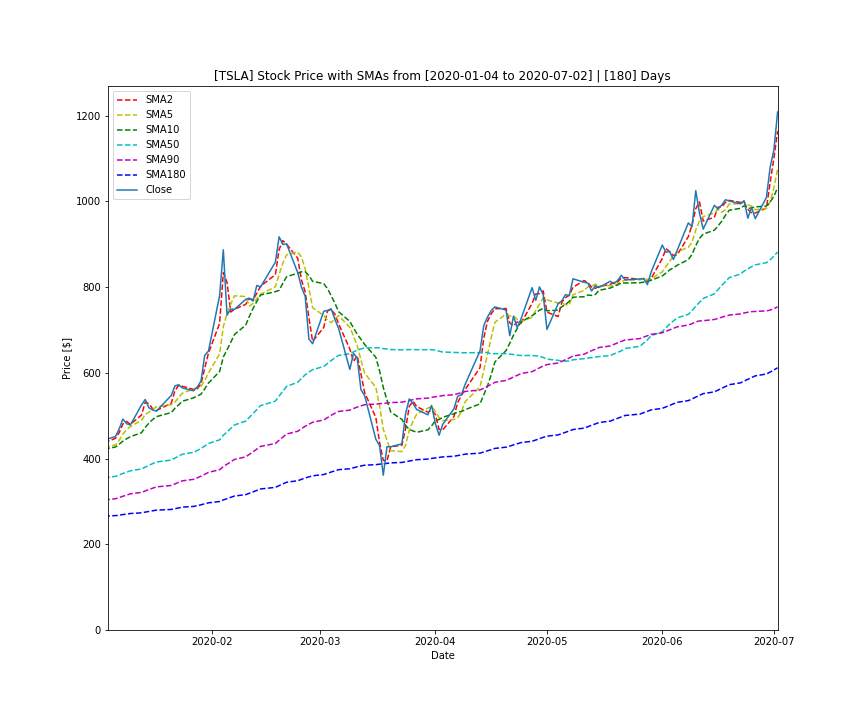 [TSLA] Stock Price with SMAs from [2020-01-04 to 2020-07-02] | [180] Days
SMA2
SMA5
SMA10
SMA50
SMA90
SMA180
Close
Price [$]
1200
1000
800
600
400
200
0
2020-02
2020-03
2020-04
2020-05
2020-06
2020-07
Date